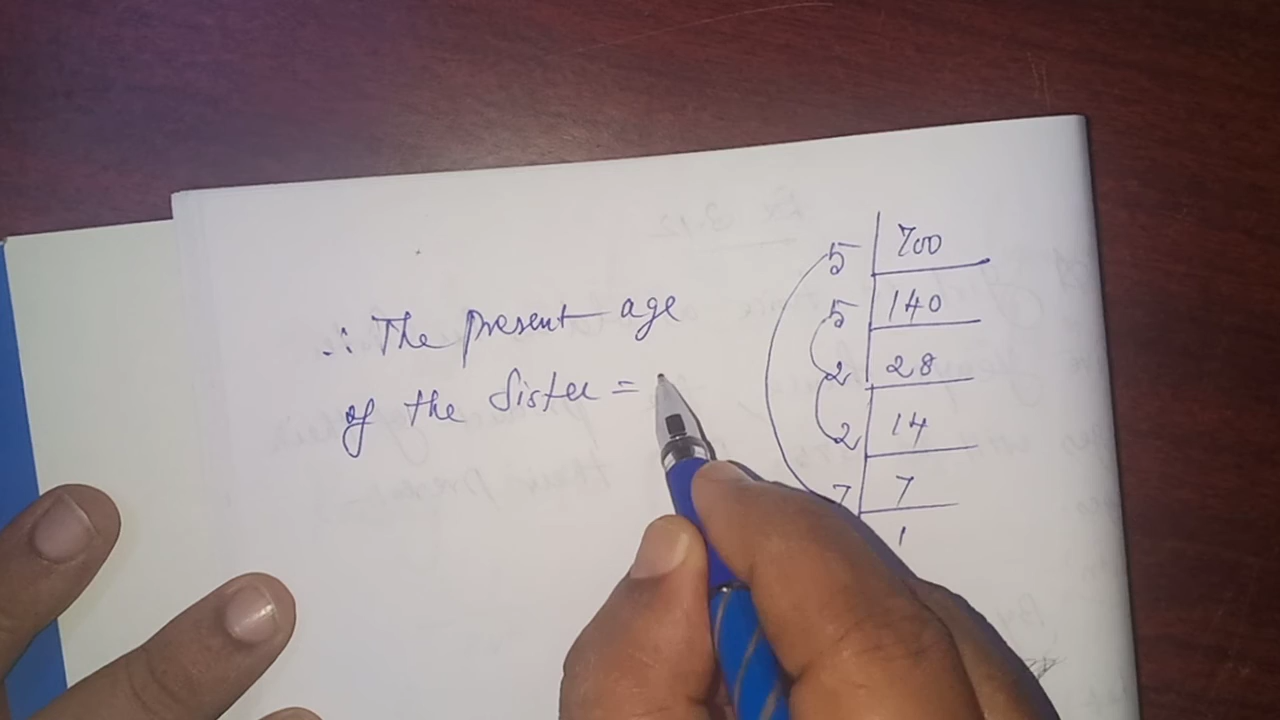 ∴ The present age
of the Sister =
5 | 700
5 | 140
2 | 28
2 | 14
7 | 7
1